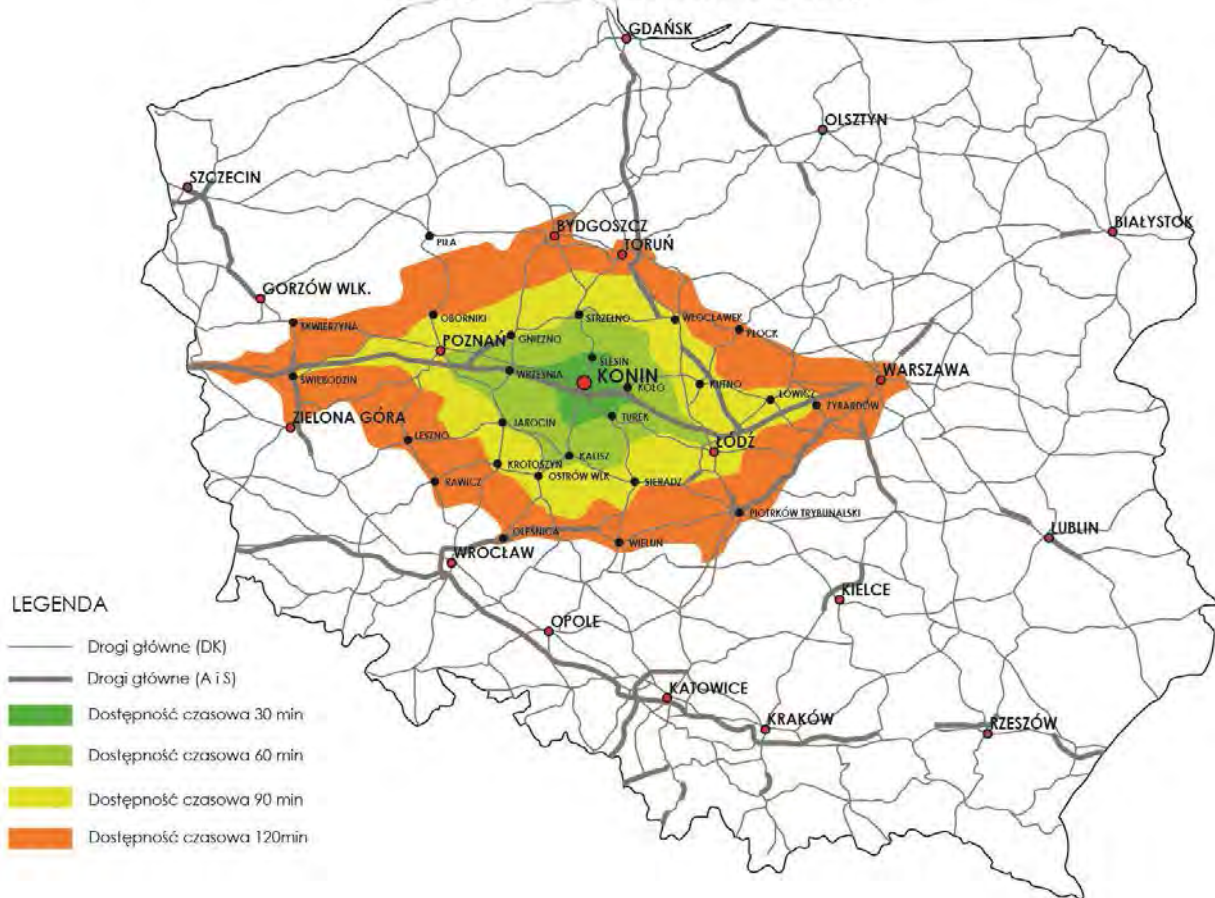 GDAŃSK
OLSZTYN
SZCZECIN
BIAŁYSTOK
BYDGOSZCZ
PIŁA
TORUŃ
GORZÓW WLK.
SKWIERZYNA
OBORNIKI
STRZELNO
WŁOCŁAWEK
PŁOCK
POZNAŃ
GNIEZNO
ŚLESIN
WRZEŚNIA
KONIN
KOŁO
KUTNO
WARSZAWA
ŚWIEBODZIN
ŁOWICZ
ŻYRARDÓW
ZIELONA GÓRA
JAROCIN
TUREK
LESZNO
ŁÓDŹ
KALISZ
KROTOSZYN
OSTRÓW WLK
SIERADZ
RAWICZ
PIOTRKÓW TRYBUNALSKI
OLEŚNICA
WIELUŃ
LUBLIN
WROCŁAW
KIELCE
OPOLE
KATOWICE
KRAKÓW
RZESZÓW
LEGENDA
Drogi główne (DK)
Drogi główne (A i S)
Dostępność czasowa 30 min
Dostępność czasowa 60 min
Dostępność czasowa 90 min
Dostępność czasowa 120min